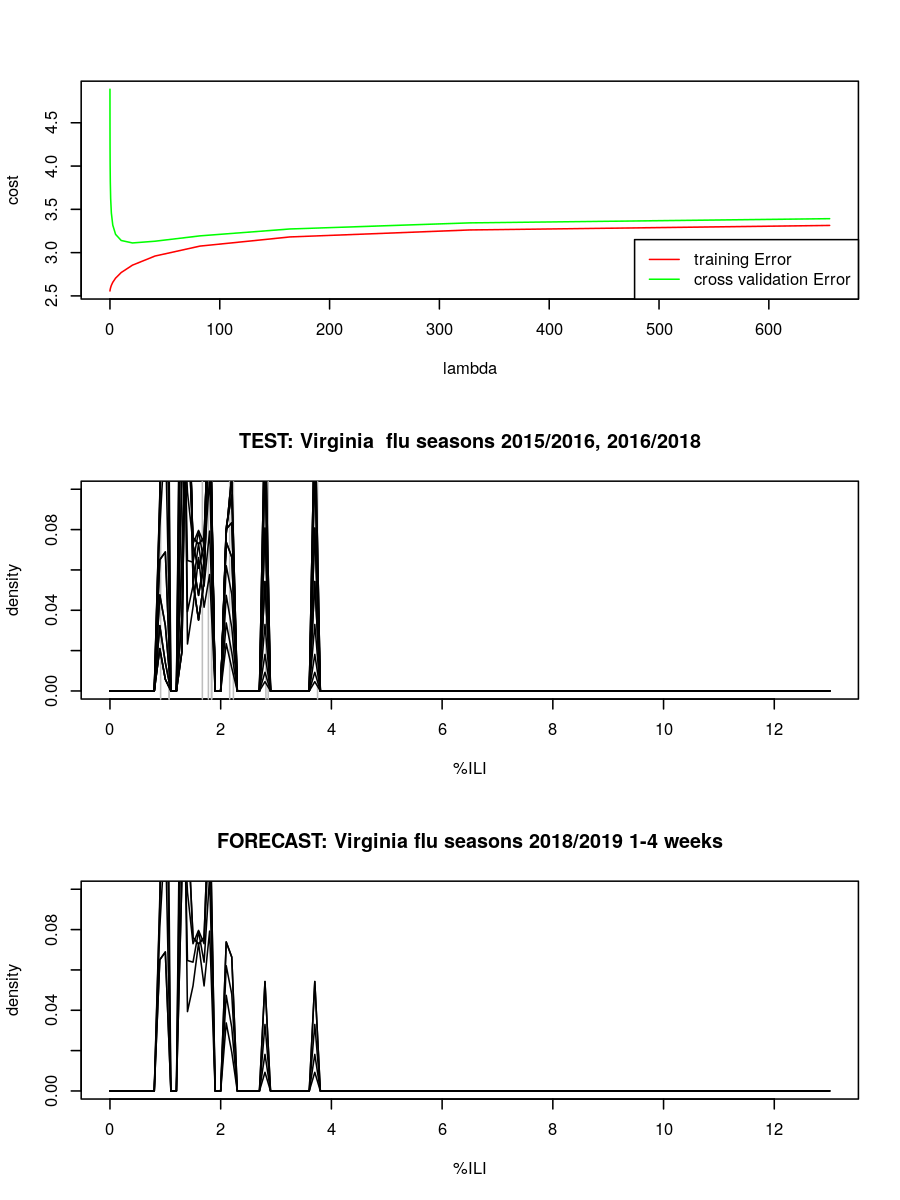 4.5
4.0
3.5
3.0
2.5
cost
training Error
cross validation Error
0 100 200 300 400 500 600
lambda
TEST: Virginia  flu seasons 2015/2016, 2016/2018
0.08
0.04
0.00
density
0 2 4 6 8 10 12
%ILI
FORECAST: Virginia flu seasons 2018/2019 1-4 weeks
0.08
0.04
0.00
density
0 2 4 6 8 10 12
%ILI